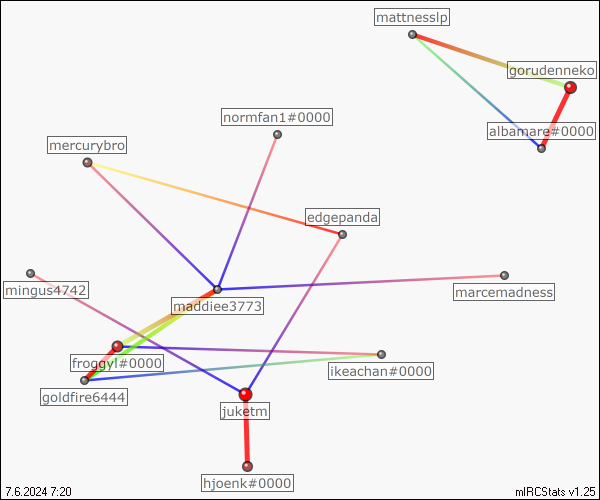 mattnesslp
gorudenneko
normfan1#0000
albamare#0000
mercurybro
edgepanda
mingus4742
marcemadness
maddiee3773
froggyl#0000
ikeachan#0000
goldfire6444
juketm
hjoenk#0000
7.6.2024 7:20
mIRCStats v1.25